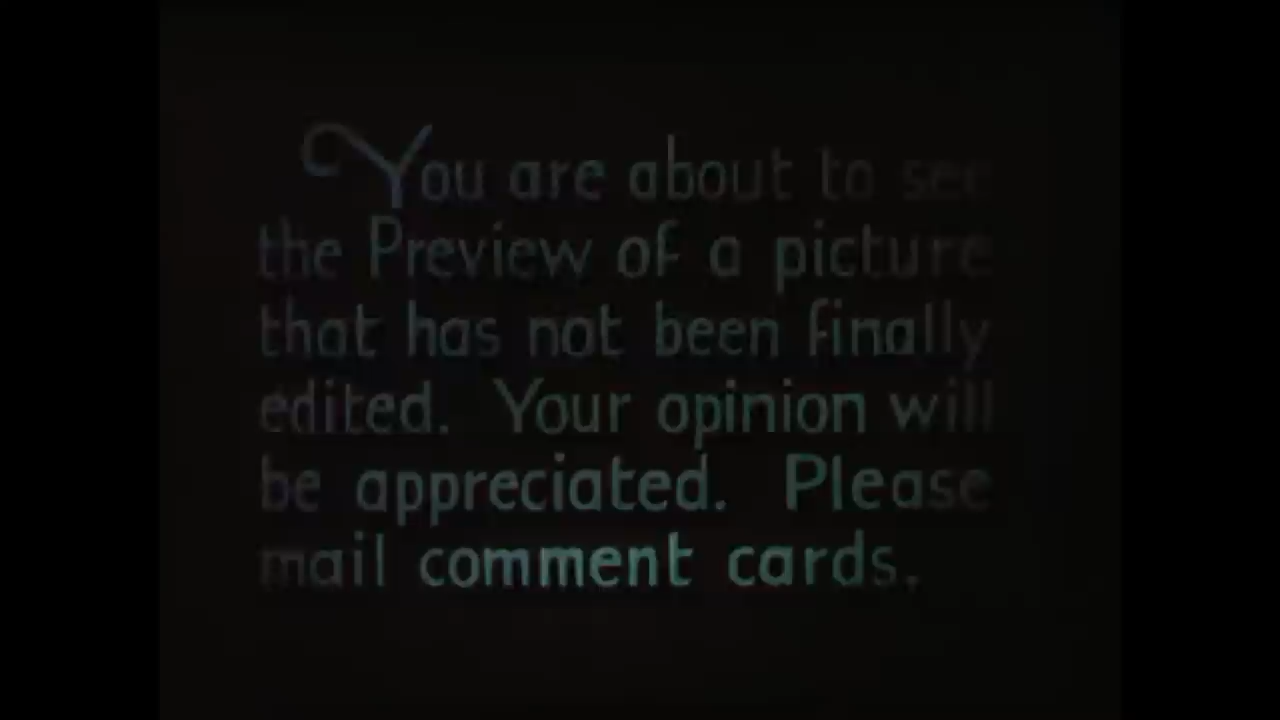 You are about to see
the Preview of a picture
that has not been finally
edited. Your opinion will
be appreciated. Please
mail comment cards.